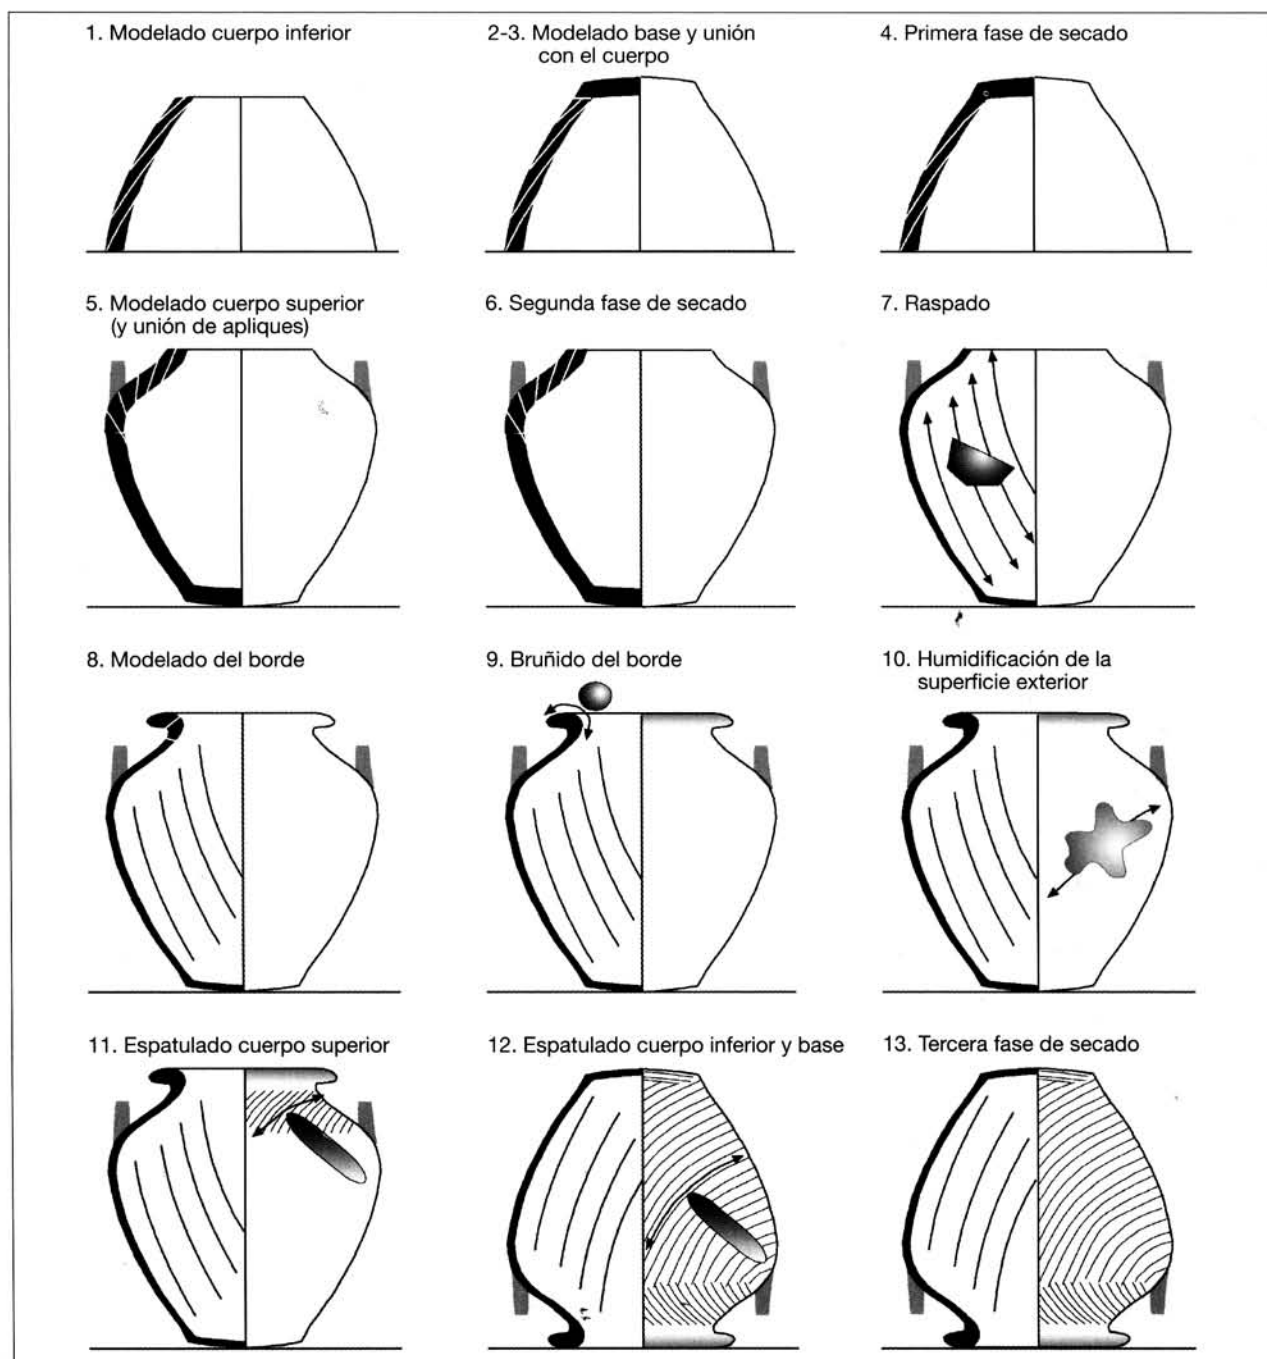 1. Modelado cuerpo inferior
2-3. Modelado base y unión
con el cuerpo
4. Primera fase de secado
5. Modelado cuerpo superior
(y unión de apliques)
6. Segunda fase de secado
7. Raspado
8. Modelado del borde
9. Bruñido del borde
10. Humidificación de la
superficie exterior
11. Espatulado cuerpo superior
12. Espatulado cuerpo inferior y base
13. Tercera fase de secado